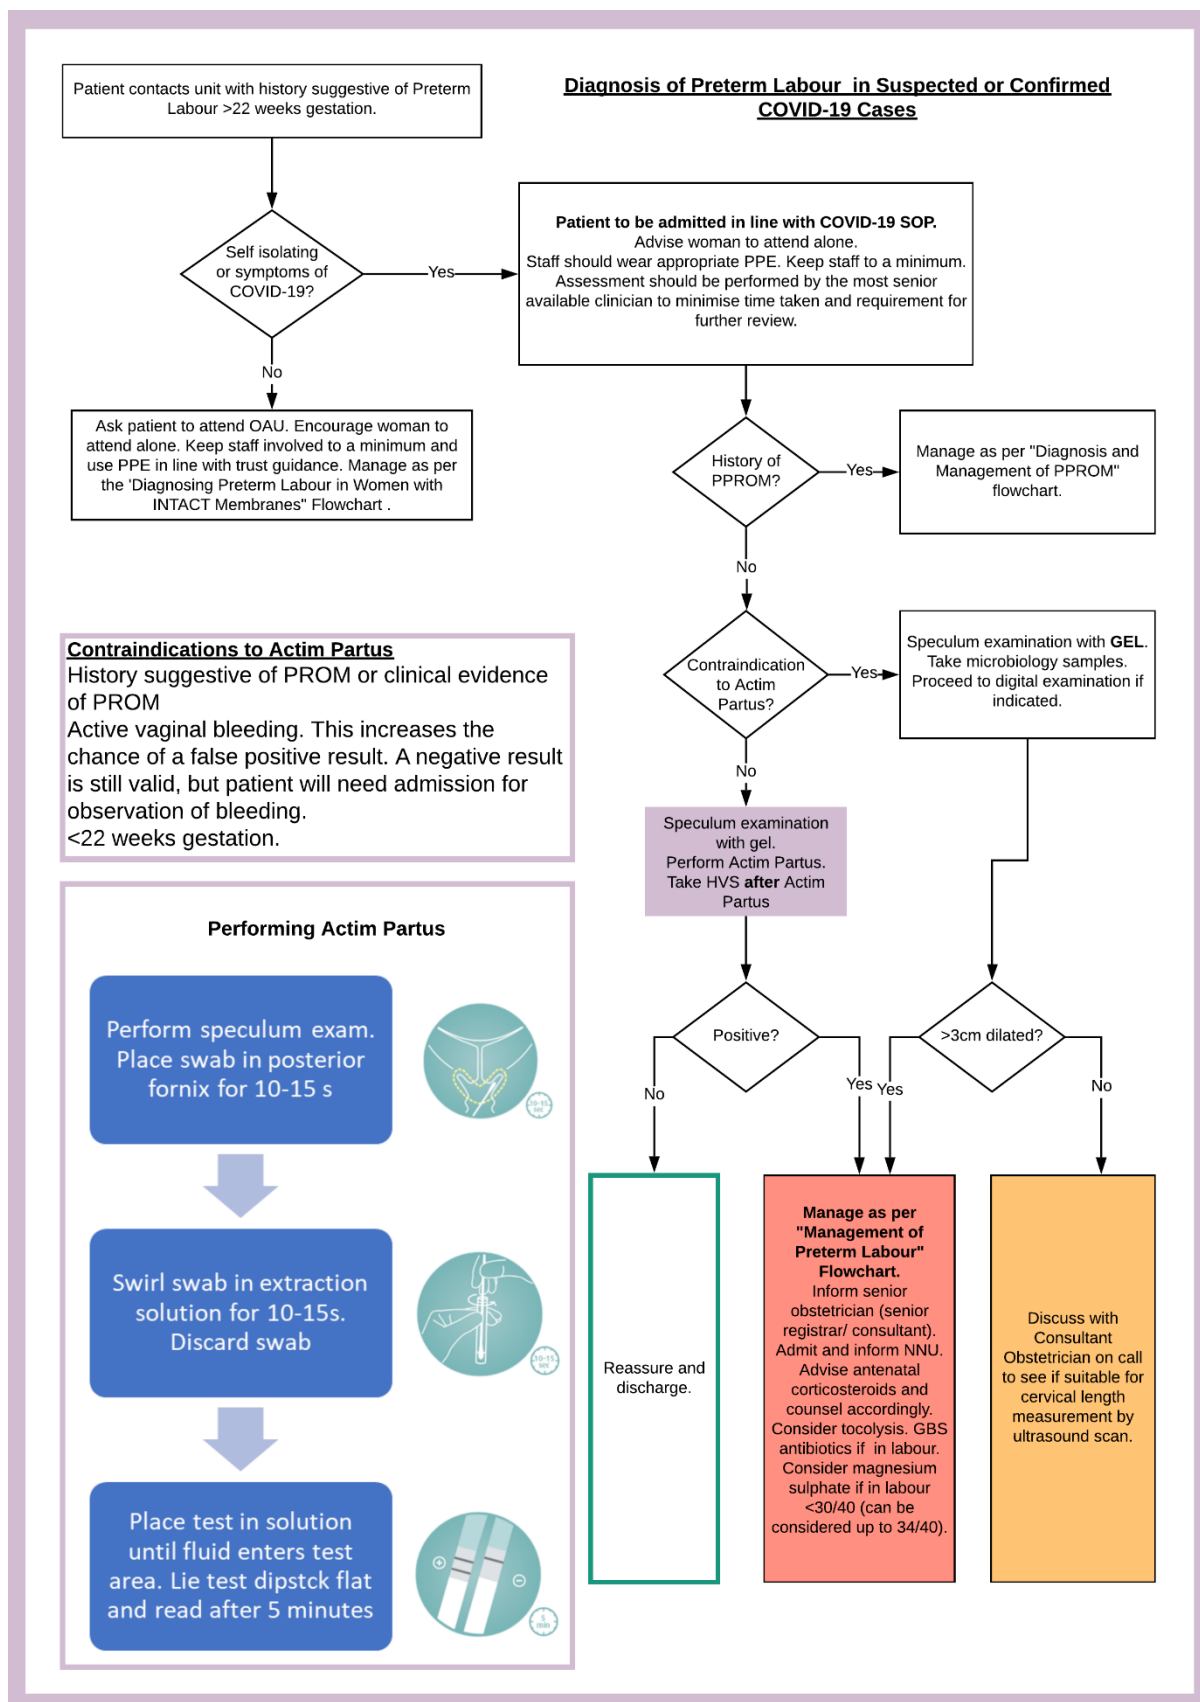 Diagnosis of Preterm Labour  in Suspected or Confirmed
COVID-19 Cases
Patient contacts unit with history suggestive of Preterm
Labour >22 weeks gestation.
Self isolating
or symptoms of
COVID-19?
Yes
No
Patient to be admitted in line with COVID-19 SOP.
Advise woman to attend alone.
Staff should wear appropriate PPE. Keep staff to a minimum.
Assessment should be performed by the most senior
available clinician to minimise time taken and requirement for
further review.
Ask patient to attend OAU. Encourage woman to
attend alone. Keep staff involved to a minimum and
use PPE in line with trust guidance. Manage as per
the 'Diagnosing Preterm Labour in Women with
INTACT Membranes" Flowchart .
History of
PPROM?
Yes
Manage as per "Diagnosis and
Management of PPROM"
flowchart.
No
Contraindication
to Actim
Partus?
Yes
Speculum examination with GEL.
Take microbiology samples.
Proceed to digital examination if
indicated.
No
Speculum examination
with gel.
Perform Actim Partus.
Take HVS after Actim
Partus
Positive?
No
Yes
>3cm dilated?
Yes
No
Reassure and
discharge.
Manage as per
"Management of
Preterm Labour"
Flowchart.
Inform senior
obstetrician (senior
registrar/ consultant).
Admit and inform NNU.
Advise antenatal
corticosteroids and
counsel accordingly.
Consider tocolysis. GBS
antibiotics if  in labour.
Consider magnesium
sulphate if in labour
<30/40 (can be
considered up to 34/40).
Discuss with
Consultant
Obstetrician on call
to see if suitable for
cervical length
measurement by
ultrasound scan.
Contraindications to Actim Partus
History suggestive of PROM or clinical evidence
of PROM
Active vaginal bleeding. This increases the
chance of a false positive result. A negative result
is still valid, but patient will need admission for
observation of bleeding.
<22 weeks gestation.
Performing Actim Partus
Perform speculum exam.
Place swab in posterior
fornix for 10-15 s
10-15
sec
Swirl swab in extraction
solution for 10-15s.
Discard swab
10-15
sec
Place test in solution
until fluid enters test
area. Lie test dipstck flat
and read after 5 minutes
5
min